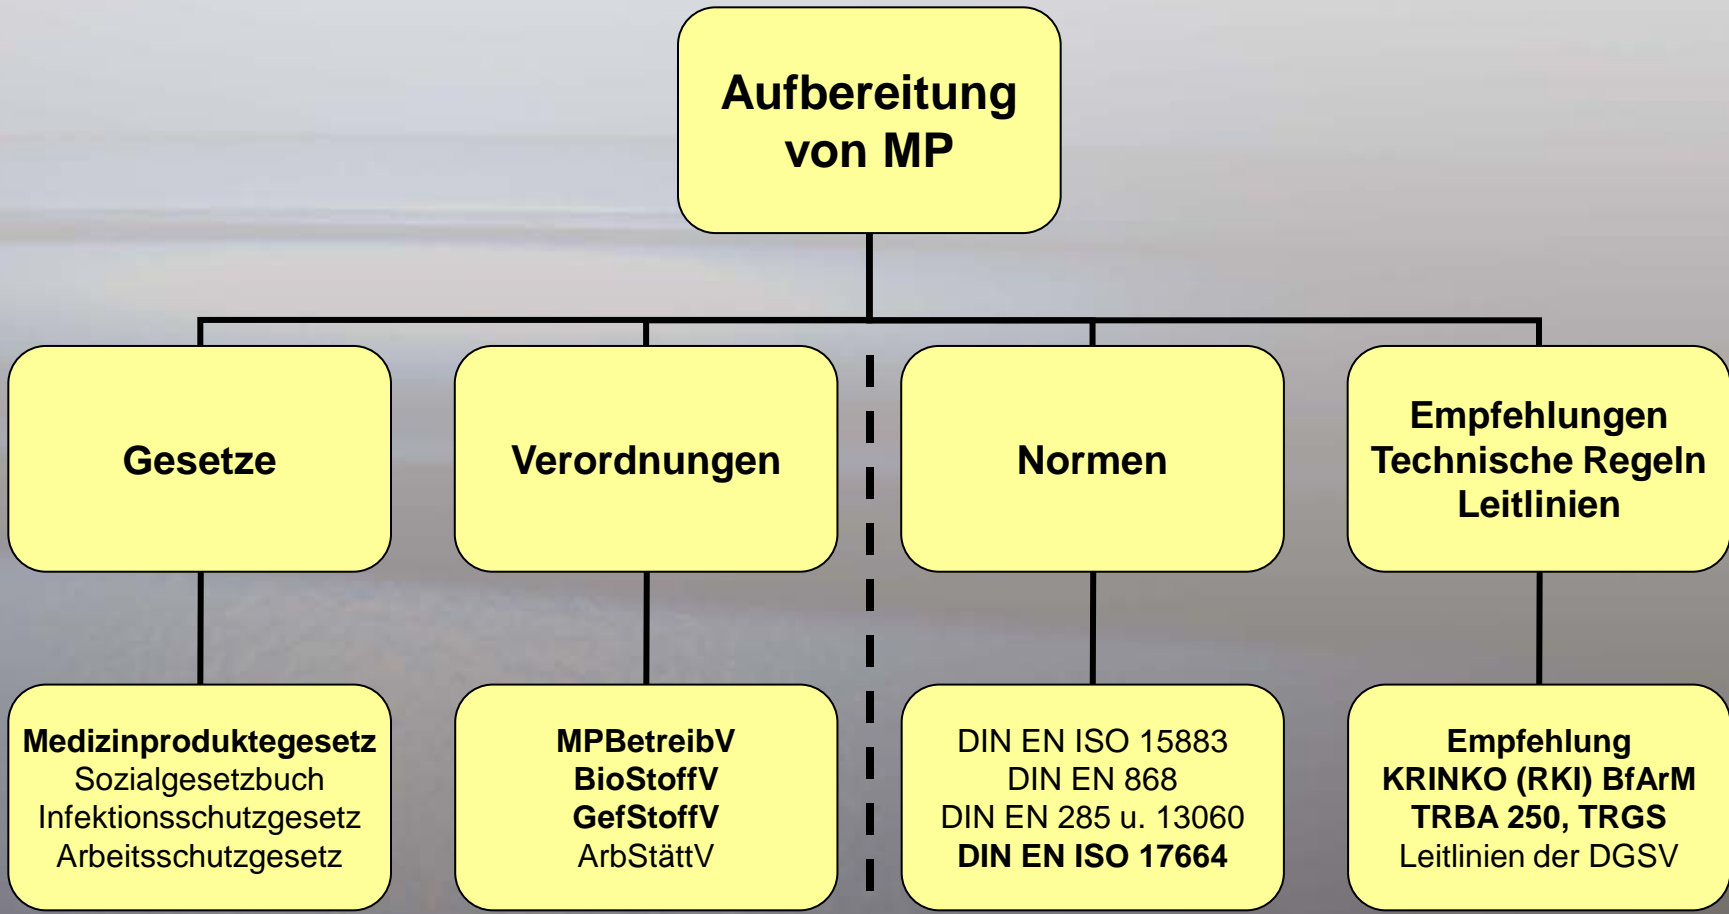 Aufbereitung
von MP
Gesetze
Verordnungen
Normen
Empfehlungen
Technische Regeln
Leitlinien
Medizinproduktegesetz
Sozialgesetzbuch
Infektionsschutzgesetz
Arbeitsschutzgesetz
MPBetreibV
BioStoffV
GefStoffV
ArbStättV
DIN EN ISO 15883
DIN EN 868
DIN EN 285 u. 13060
DIN EN ISO 17664
Empfehlung
KRINKO (RKI) BfArM
TRBA 250, TRGS
Leitlinien der DGSV